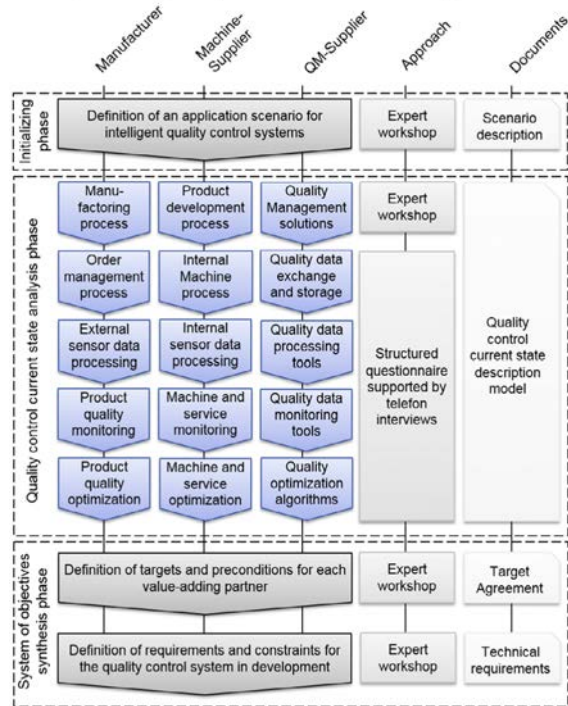 Manufacturer
Machine-
Supplier
QM-Supplier
Approach
Documents
Initializing
phase
Definition of an application scenario for
intelligent quality control systems
Expert
workshop
Scenario
description
Quality control current state analysis phase
Manu-
factoring
process
Product
development
process
Quality
Management
solutions
Expert
workshop
Order
management
process
Internal
Machine
process
Quality data
exchange
and storage
External
sensor data
processing
Internal
sensor data
processing
Quality data
processing
tools
Product
quality
monitoring
Machine and
service
monitoring
Quality data
monitoring
tools
Product
quality
optimization
Machine and
service
optimization
Quality
optimization
algorithms
Structured
questionnaire
supported by
telefon
interviews
Quality
control
current state
description
model
System of objectives
synthesis phase
Definition of targets and preconditions for each
value-adding partner
Expert
workshop
Target
Agreement
Definition of requirements and constraints for
the quality control system in development
Expert
workshop
Technical
requirements